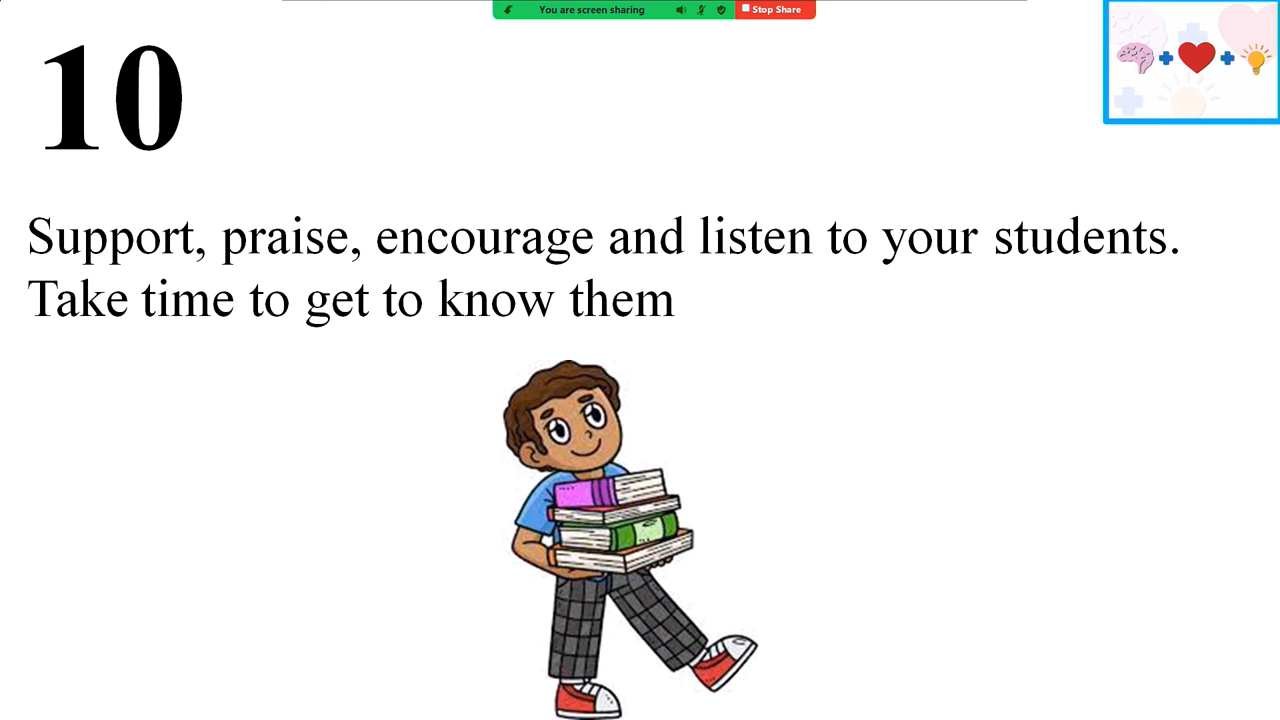 You are screen sharing
Stop Share
10
Support, praise, encourage and listen to your students.
Take time to get to know them